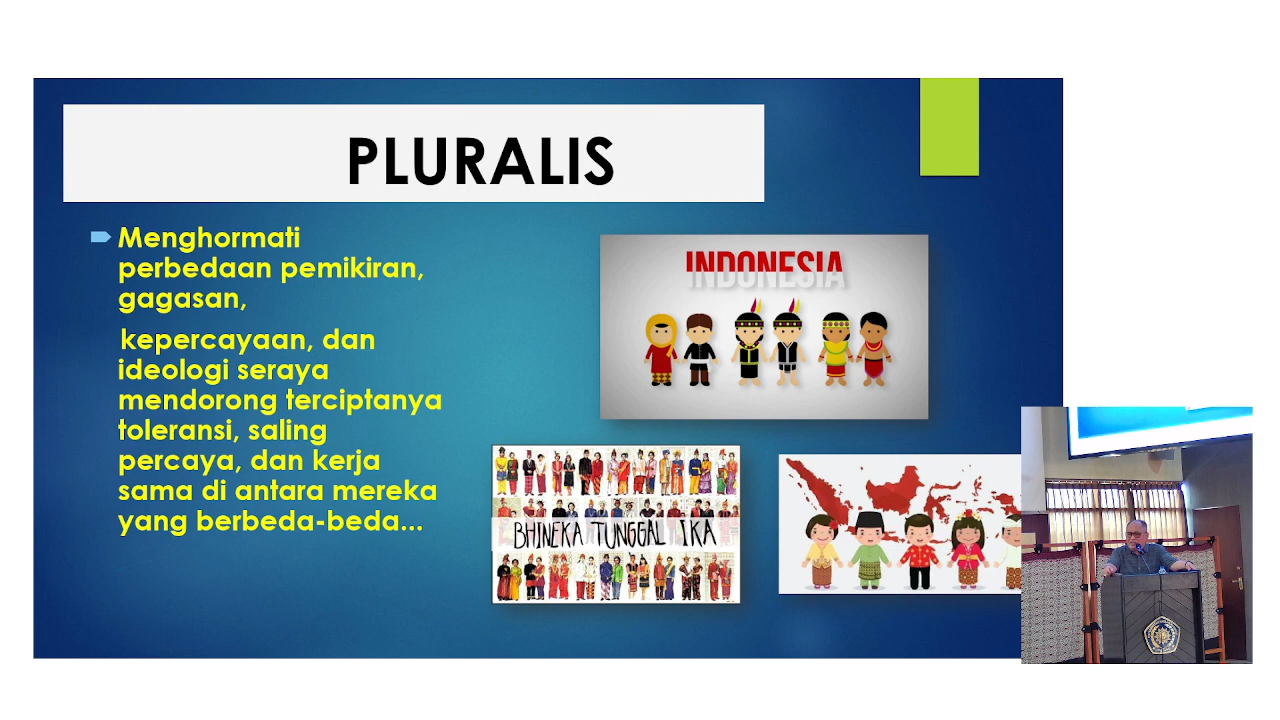 PLURALIS
Menghormati
perbedaan pemikiran,
gagasan,
kepercayaan, dan
ideologi seraya
mendorong terciptanya
toleransi, saling
percaya, dan kerja
sama di antara mereka
yang berbeda-beda...
INDONESIA
BHINEKA TUNGGAL IKA